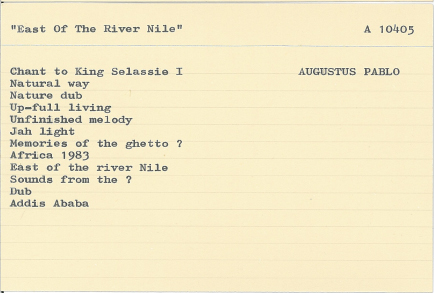 "East Of The River Nile" A 10405
Chant to King Selassie I AUGUSTUS PABLO
Natural way
Nature dub
Up-full living
Unfinished melody
Jah light
Memories of the ghetto ?
Africa 1983
East of the river Nile
Sounds from the ?
Dub
Addis Ababa